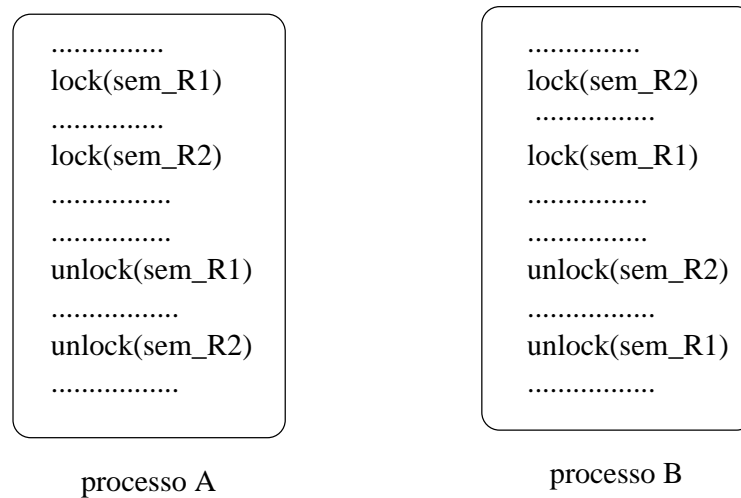 ...............
lock(sem_R1)
...............
lock(sem_R2)
................
................
unlock(sem_R1)
.................
unlock(sem_R2)
.................
processo A
...............
lock(sem_R2)
................
lock(sem_R1)
................
................
unlock(sem_R2)
.................
unlock(sem_R1)
.................
processo B